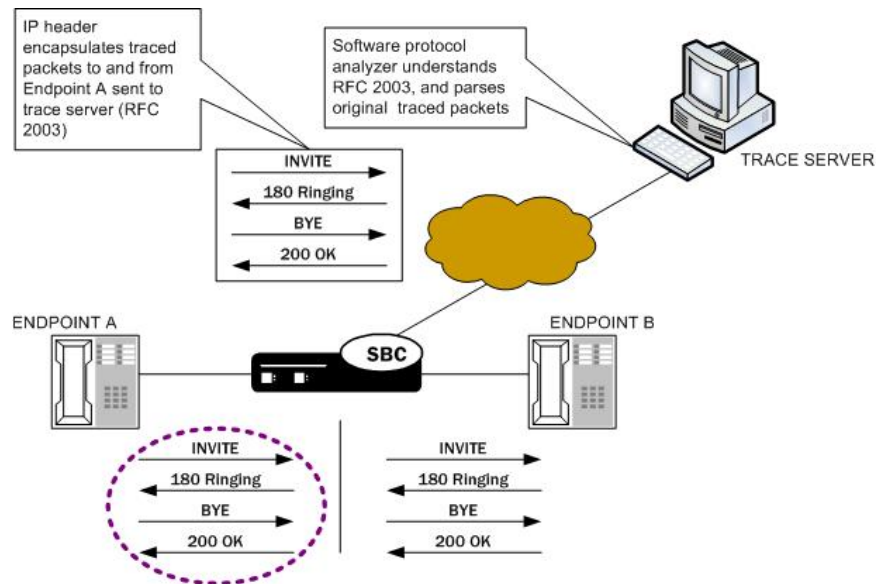 IP header
encapsulates traced
packets to and from
Endpoint A sent to
trace server (RFC
2003)
Software protocol
analyzer understands
RFC 2003, and parses
original traced packets
TRACE SERVER
INVITE
180 Ringing
BYE
200 OK
ENDPOINT A
SBC
ENDPOINT B
INVITE
180 Ringing
BYE
200 OK
INVITE
180 Ringing
BYE
200 OK